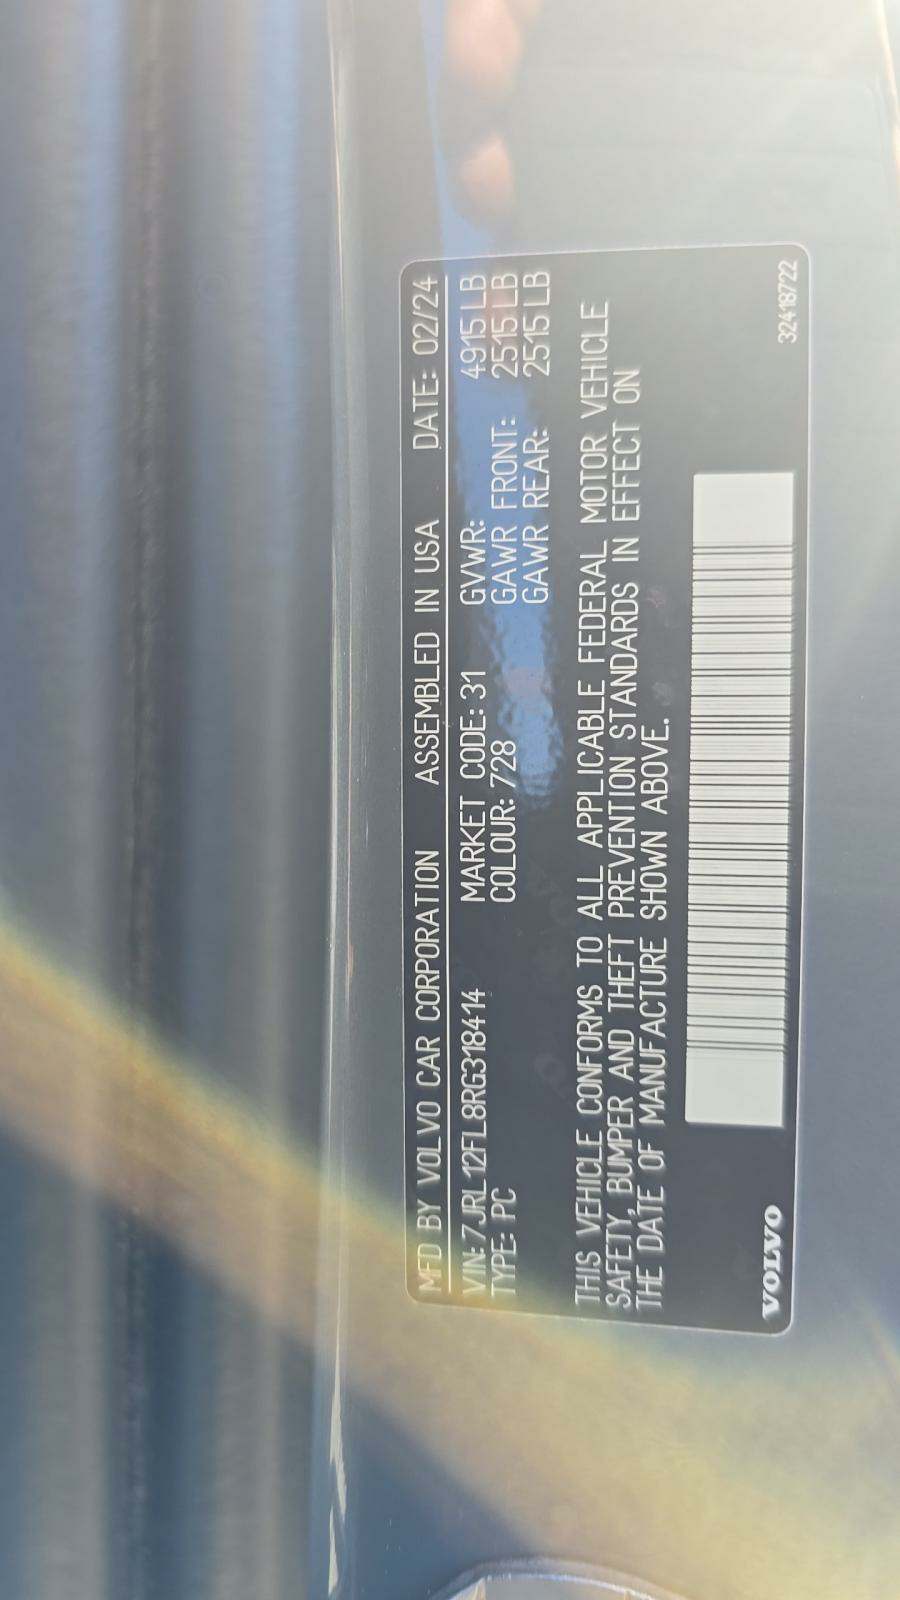 MFD BY VOLVO CAR CORPORATION ASSEMBLED IN USA DATE: 02/24
VIN: 7JRL12FL8RG318414 MARKET CODE: 31 GVWR: 4915 LB
TYPE: PC COLOUR: 728 GAWR FRONT: 2515 LB
GAWR REAR: 2515 LB
THIS VEHICLE CONFORMS TO ALL APPLICABLE FEDERAL MOTOR VEHICLE
SAFETY, BUMPER AND THEFT PREVENTION STANDARDS IN EFFECT ON
THE DATE OF MANUFACTURE SHOWN ABOVE.
VOLVO 32418722